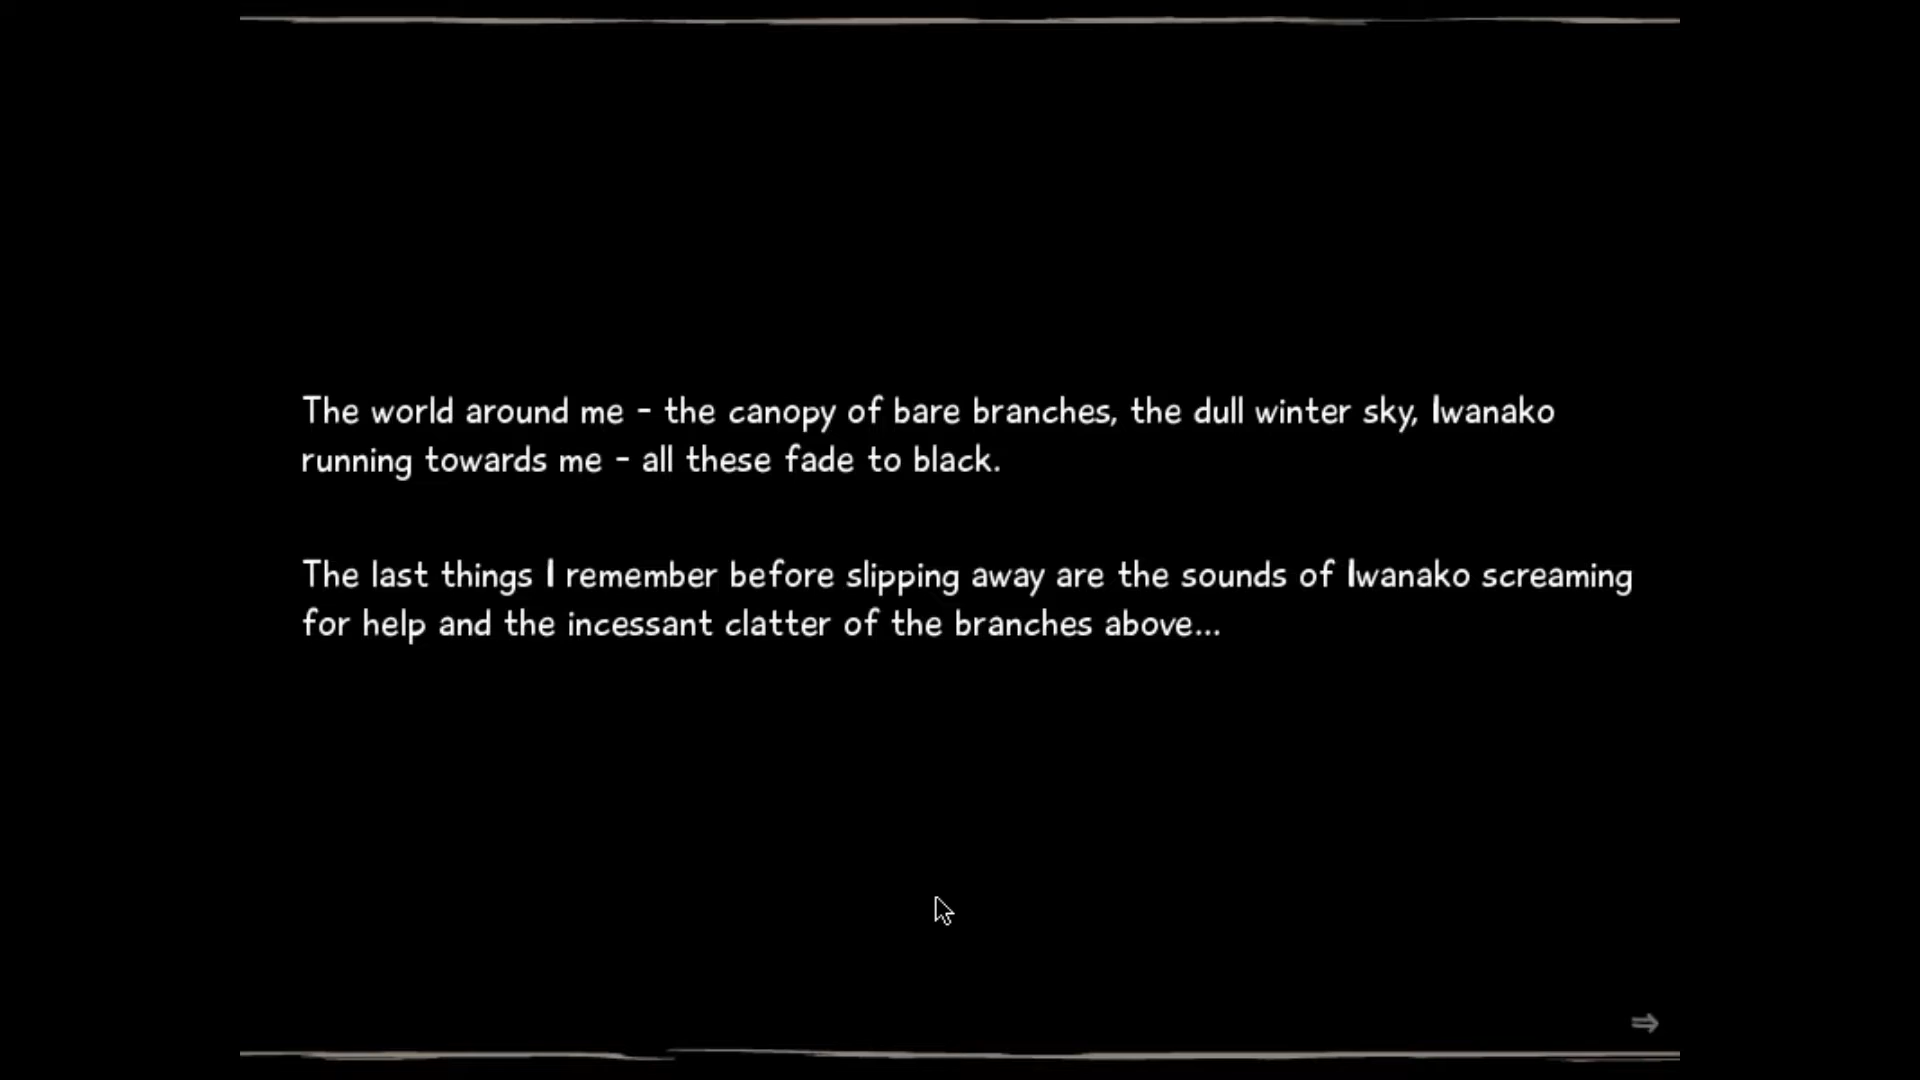 The world around me - the canopy of bare branches, the dull winter sky, Iwanako
running towards me - all these fade to black.
The last things I remember before slipping away are the sounds of Iwanako screaming
for help and the incessant clatter of the branches above...